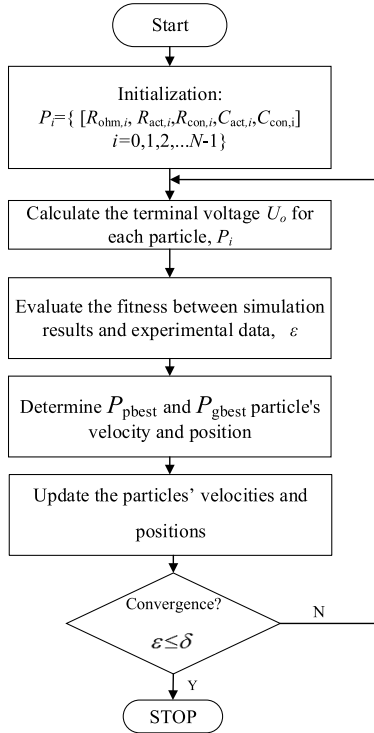 Start
Initialization:
Pi={ [Rohm,i, Ract,i,Rcon,i,Cact,i,Ccon,i]
i=0,1,2,...N-1}
Calculate the terminal voltage Uo for
each particle, Pi
Evaluate the fitness between simulation
results and experimental data, ε
Determine Ppbest and Pgbest particle's
velocity and position
Update the particles’ velocities and
positions
Convergence?
ε≤δ
N
Y
STOP